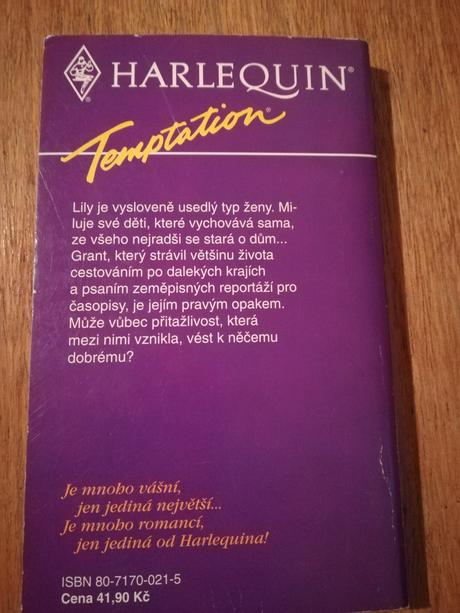 HARLEQUIN®
Temptation®
Lily je vysloveně usedlý typ ženy. Mi-
luje své děti, které vychovává sama,
ze všeho nejradši se stará o dům...
Grant, který strávil většinu života
cestováním po dalekých krajích
a psaním zeměpisných reportáží pro
časopisy, je jejím pravým opakem.
Může vůbec přitažlivost, která
mezi nimi vznikla, vést k něčemu
dobrému?
Je mnoho vášní,
jen jediná největší...
Je mnoho romancí,
jen jediná od Harlequina!
ISBN 80-7170-021-5
Cena 41,90 Kč